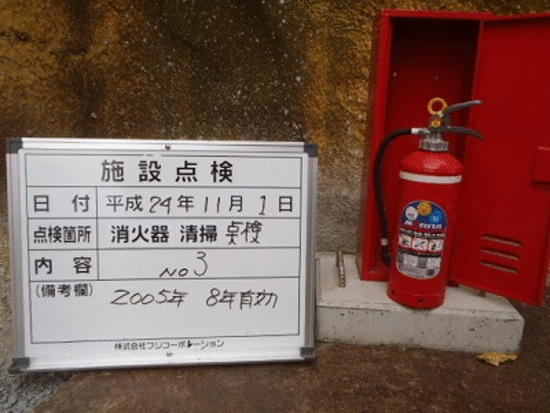 施設点検
日付 平成24年11月1日
点検箇所 消火器 清掃 点検
内容 NO3
(備考欄) 2005年 8年有効
株式会社フジコーポレーション